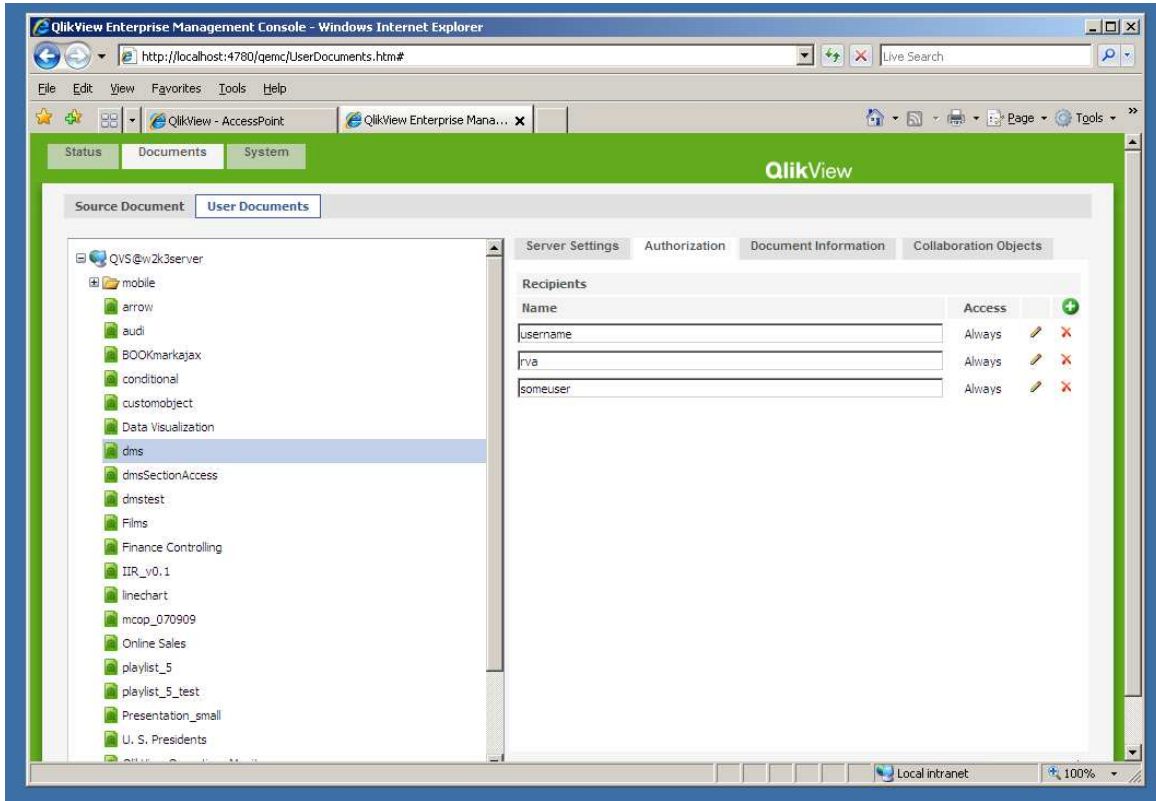 QlikView Enterprise Management Console - Windows Internet Explorer
http://localhost:4780/qemc/UserDocuments.htm#
Live Search
File Edit View Favorites Tools Help
QlikView - AccessPoint
QlikView Enterprise Mana...
Page
Tools
Status Documents System
QlikView
Source Document User Documents
QVS@w2k3server
mobile
arrow
audi
BOOKmarkajax
conditional
customobject
Data Visualization
dms
dmsSectionAccess
dmstest
Films
Finance Controlling
IIR_v0.1
linechart
mcop_070909
Online Sales
playlist_5
playlist_5_test
Presentation_small
U. S. Presidents
Server Settings Authorization Document Information Collaboration Objects
Recipients
Name Access
username Always
rva Always
someuser Always
Local intranet
100%